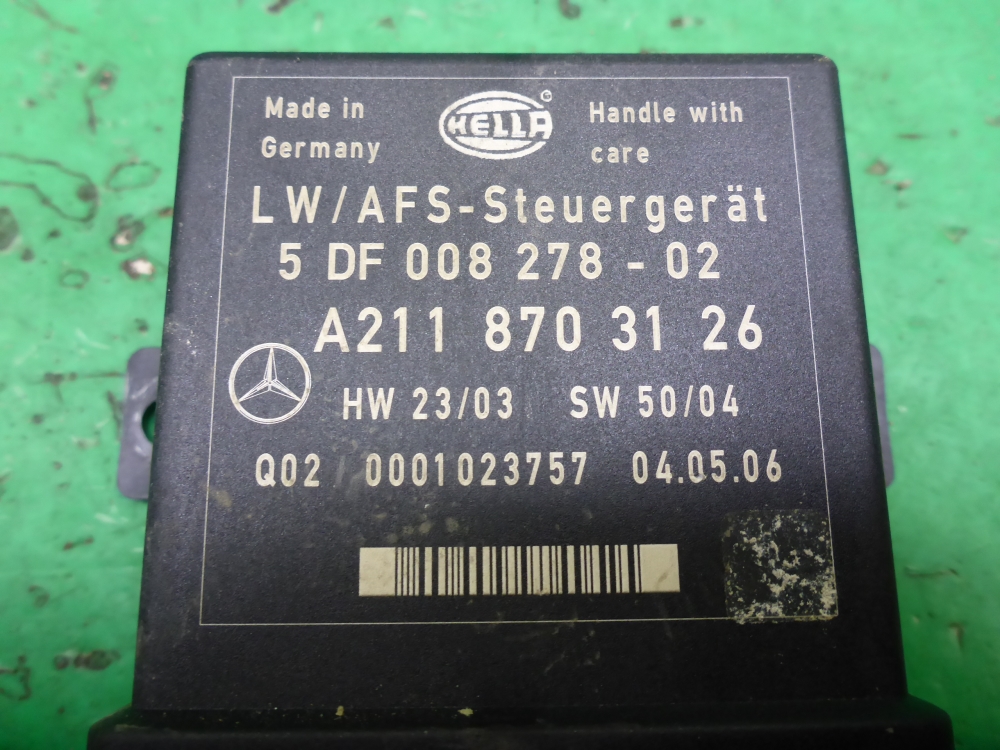 Made in
Germany
HELLA
Handle with
care
LW/AFS-Steuergerät
5 DF 008 278 - 02
A211 870 31 26
HW 23/03 SW 50/04
Q02 0001023757 04.05.06